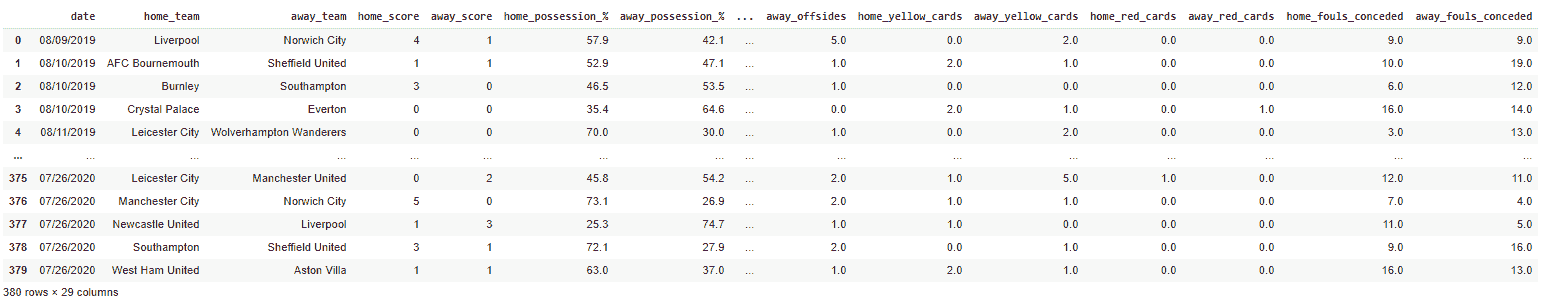 date home_team away_team home_score away_score home_possession_% away_possession_% ... away_offsides home_yellow_cards away_yellow_cards home_red_cards away_red_cards home_fouls_conceded away_fouls_conceded
0 08/09/2019 Liverpool Norwich City 4 1 57.9 42.1 ... 5.0 0.0 2.0 0.0 0.0 9.0 9.0
1 08/10/2019 AFC Bournemouth Sheffield United 1 1 52.9 47.1 ... 1.0 2.0 1.0 0.0 0.0 10.0 19.0
2 08/10/2019 Burnley Southampton 3 0 46.5 53.5 ... 1.0 0.0 0.0 0.0 0.0 6.0 12.0
3 08/10/2019 Crystal Palace Everton 0 0 35.4 64.6 ... 0.0 2.0 1.0 0.0 1.0 16.0 14.0
4 08/11/2019 Leicester City Wolverhampton Wanderers 0 0 70.0 30.0 ... 1.0 0.0 2.0 0.0 0.0 3.0 13.0
... ... ... ... ... ... ... ... ... ... ... ... ... ... ... ...
375 07/26/2020 Leicester City Manchester United 0 2 45.8 54.2 ... 2.0 1.0 5.0 1.0 0.0 12.0 11.0
376 07/26/2020 Manchester City Norwich City 5 0 73.1 26.9 ... 2.0 1.0 1.0 0.0 0.0 7.0 4.0
377 07/26/2020 Newcastle United Liverpool 1 3 25.3 74.7 ... 1.0 1.0 0.0 0.0 0.0 11.0 5.0
378 07/26/2020 Southampton Sheffield United 3 1 72.1 27.9 ... 2.0 0.0 1.0 0.0 0.0 9.0 16.0
379 07/26/2020 West Ham United Aston Villa 1 1 63.0 37.0 ... 1.0 2.0 1.0 0.0 0.0 16.0 13.0
380 rows × 29 columns